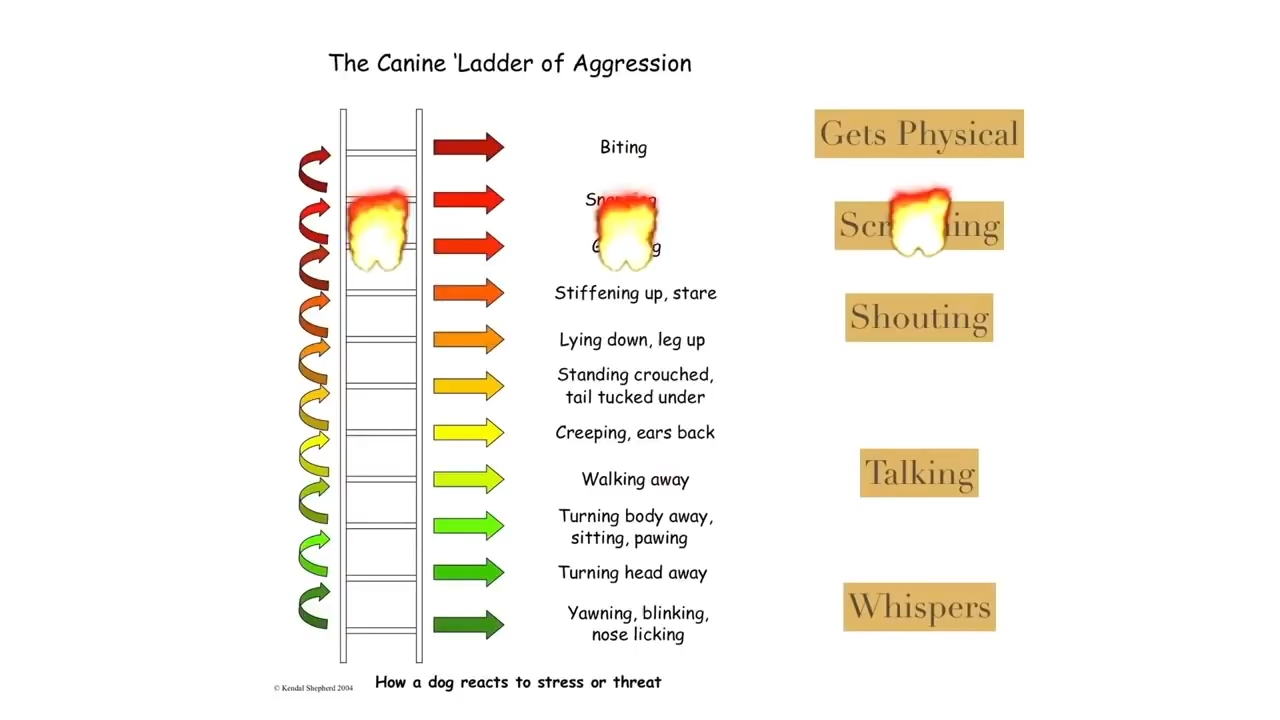 The Canine ‘Ladder of Aggression
Biting
Gets Physical
Stiffening up, stare
Shouting
Lying down, leg up
Standing crouched,
tail tucked under
Creeping, ears back
Walking away
Talking
Turning body away,
sitting, pawing
Turning head away
Yawning, blinking,
nose licking
Whispers
How a dog reacts to stress or threat
© Kendal Shepherd 2004